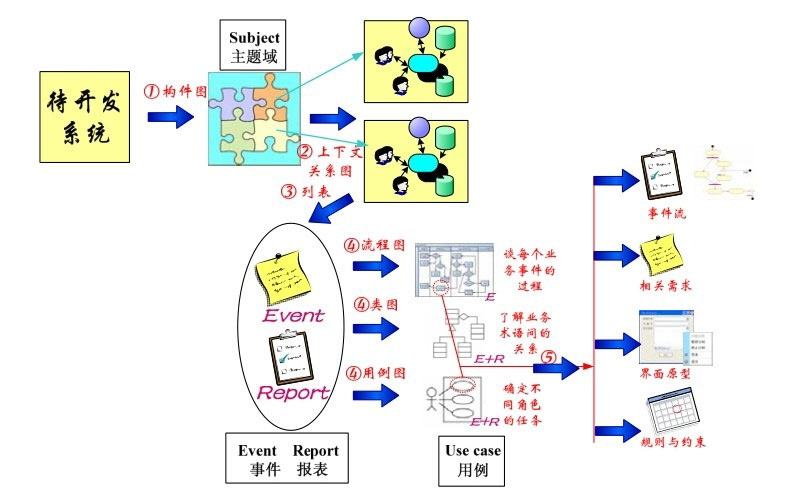 Subject
主题域
待开发
系统
①构件图
②上下文
关系图
③列表
④流程图
谈每个业
务事件的
过程
E
Event
④类图
了解业务
术语间的
关系
E+R
⑤
Report
④用例图
确定不
同角色
的任务
E+R
事件流
相关需求
界面原型
规则与约束
Event Report
事件 报表
Use case
用例